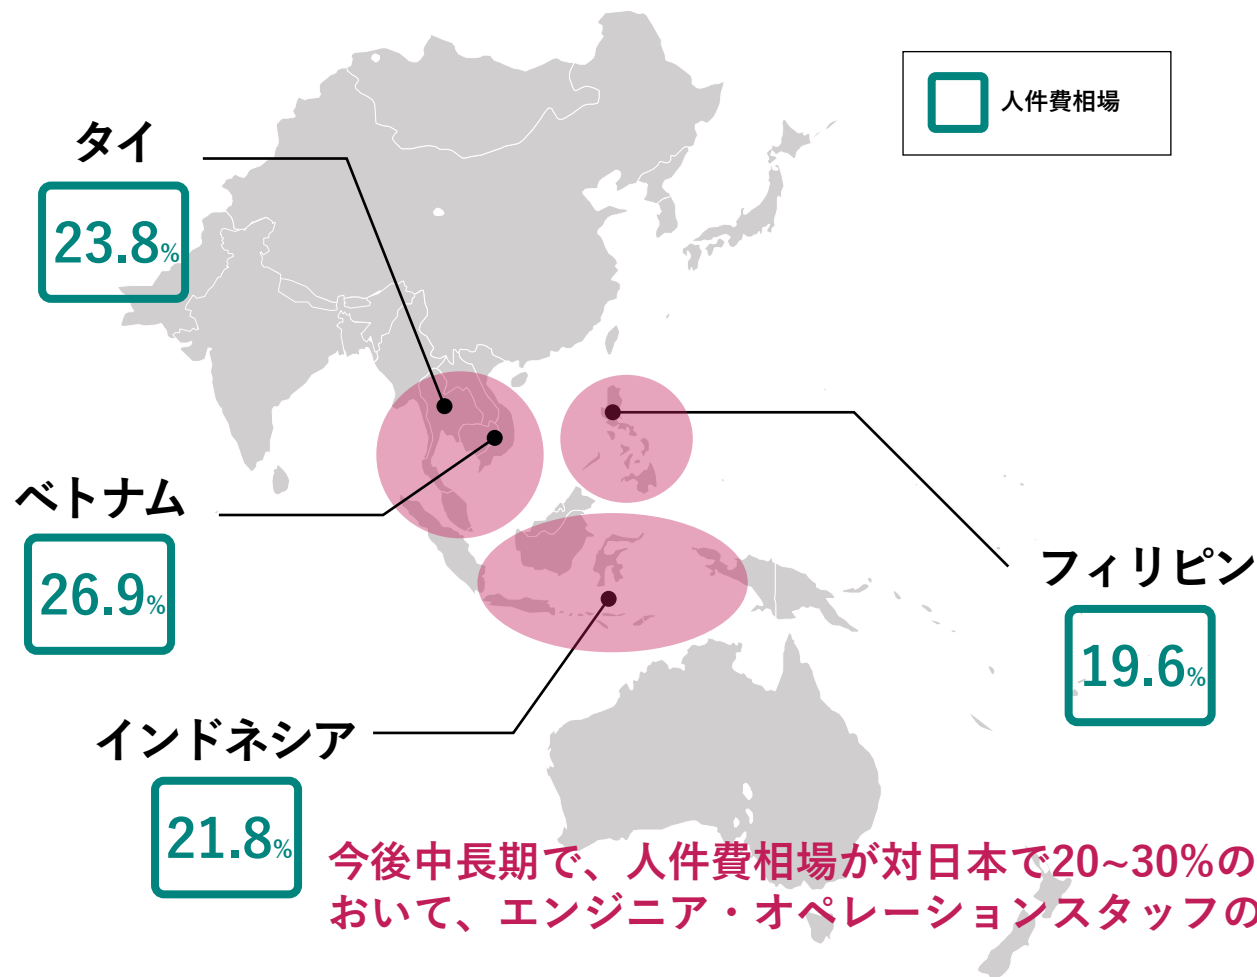 人件費相場
タイ
23.8%
ベトナム
26.9%
フィリピン
19.6%
インドネシア
21.8%
今後中長期で、人件費相場が対日本で20~30%の
おいて、エンジニア・オペレーションスタッフの